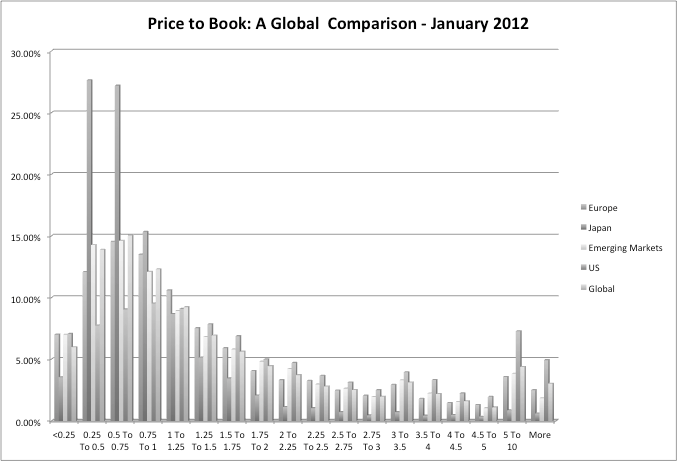 Price to Book: A Global  Comparison - January 2012
30.00%
25.00%
20.00%
15.00%
10.00%
5.00%
0.00%
<0.25
0.25
To 0.5
0.5 To
0.75
0.75
To 1
1 To
1.25
1.25
To 1.5
1.5 To
1.75
1.75
To 2
2 To
2.25
2.25
To 2.5
2.5 To
2.75
2.75
To 3
3 To
3.5
3.5 To
4
4 To
4.5
4.5 To
5
5 To
10
More
Europe
Japan
Emerging Markets
US
Global